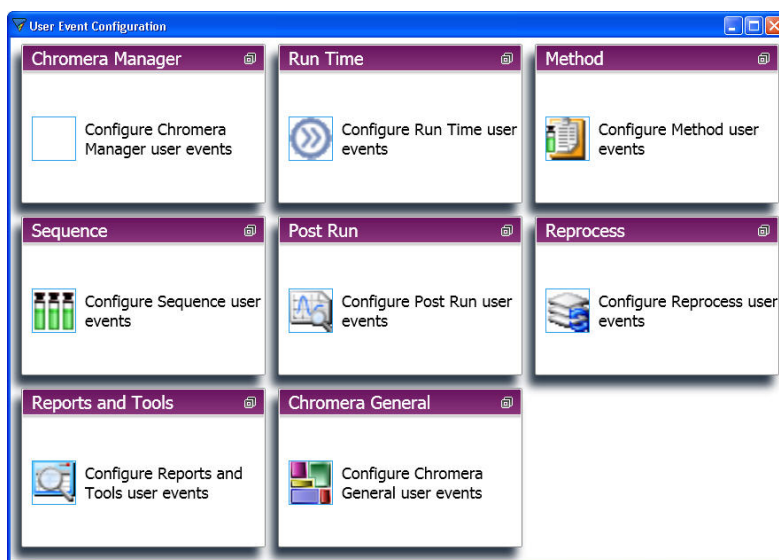 User Event Configuration
Chromera Manager
Configure Chromera
Manager user events
Run Time
Configure Run Time user
events
Method
Configure Method user
events
Sequence
Configure Sequence user
events
Post Run
Configure Post Run user
events
Reprocess
Configure Reprocess user
events
Reports and Tools
Configure Reports and
Tools user events
Chromera General
Configure Chromera
General user events